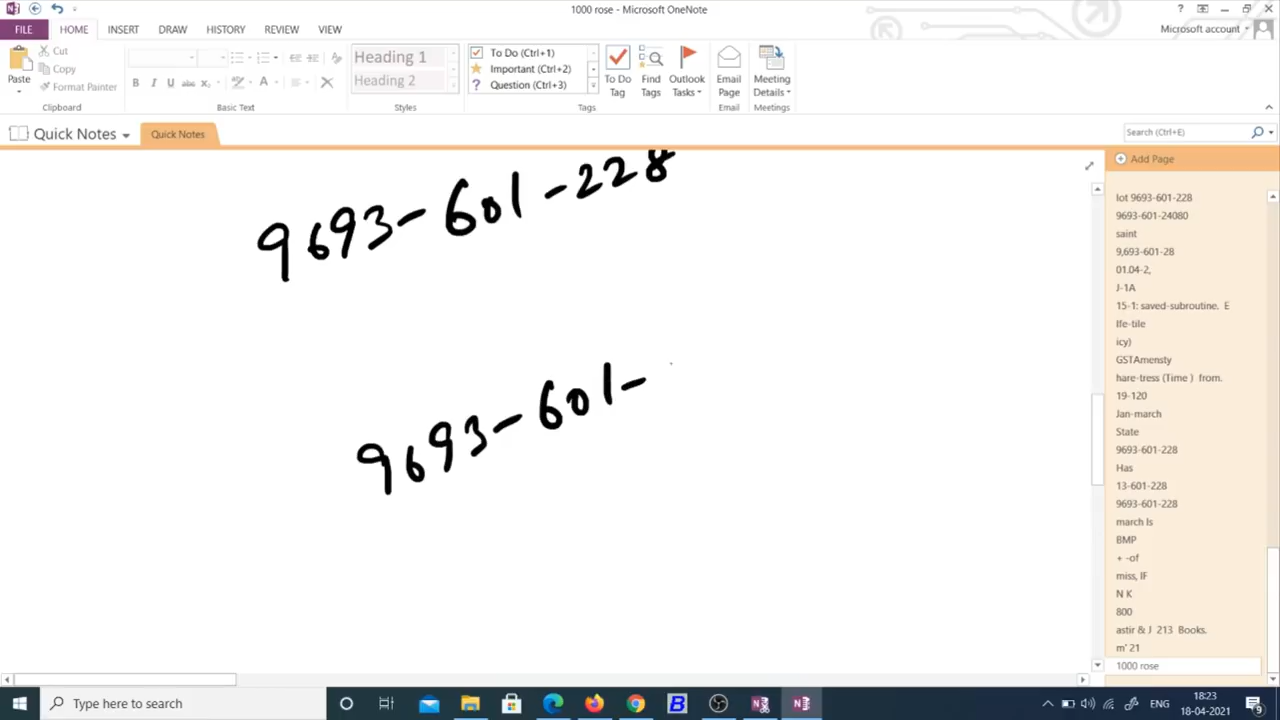 1000 rose - Microsoft OneNote
?
FILE HOME INSERT DRAW HISTORY REVIEW VIEW
Microsoft account
Paste
Cut
Copy
Format Painter
Clipboard
B I U abc X₂ A
Basic Text
Heading 1
Heading 2
Styles
To Do (Ctrl+1)
Important (Ctrl+2)
? Question (Ctrl+3)
Tags
To Do Tag
Find Tags
Outlook Tasks
Email Page
Email
Meeting Details
Meetings
Quick Notes
Quick Notes
Search (Ctrl+E)
9693-601-228
9693-601-
Add Page
lot 9693-601-228
9693-601-24080
saint
9,693-601-28
01.04-2,
J-1A
15-1: saved-subroutine. E
Ife-tile
icy)
GSTAmensty
hare-tress (Time ) from.
19-120
Jan-march
State
9693-601-228
Has
13-601-228
9693-601-228
march Is
BMP
+ -of
miss, IF
N K
800
astir & J 213 Books.
m' 21
1000 rose
Type here to search
B
ENG
18:23
18-04-2021
9